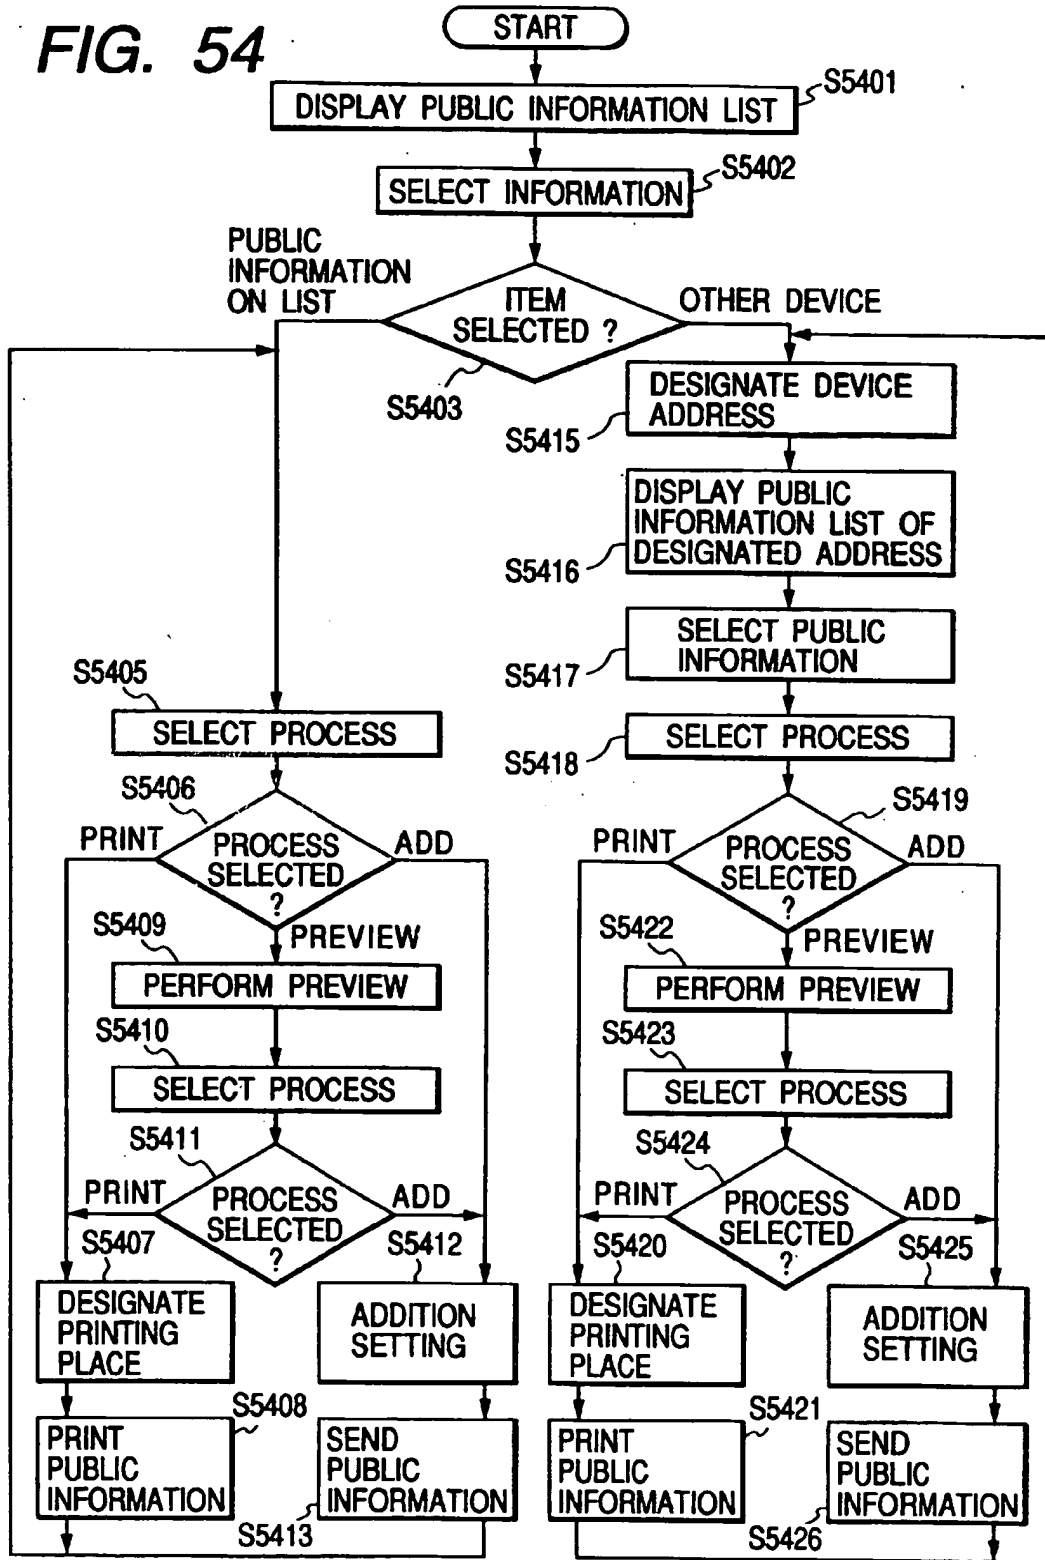 FIG. 54
START
S5401
DISPLAY PUBLIC INFORMATION LIST
S5402
SELECT INFORMATION
PUBLIC
INFORMATION
ON LIST
ITEM
SELECTED ?
OTHER DEVICE
S5403
DESIGNATE DEVICE
ADDRESS
S5415
DISPLAY PUBLIC
INFORMATION LIST OF
DESIGNATED ADDRESS
S5416
SELECT PUBLIC
INFORMATION
S5417
S5405
SELECT PROCESS
SELECT PROCESS
S5418
S5406
PRINT
PROCESS
SELECTED
?
ADD
PREVIEW
S5419
PRINT
PROCESS
SELECTED
?
ADD
PREVIEW
S5409
PERFORM PREVIEW
S5422
PERFORM PREVIEW
S5410
SELECT PROCESS
S5423
SELECT PROCESS
S5411
PRINT
PROCESS
SELECTED
?
ADD
S5424
PRINT
PROCESS
SELECTED
?
ADD
S5407
DESIGNATE
PRINTING
PLACE
S5412
ADDITION
SETTING
S5420
DESIGNATE
PRINTING
PLACE
S5425
ADDITION
SETTING
S5408
PRINT
PUBLIC
INFORMATION
SEND
PUBLIC
INFORMATION
S5413
S5421
PRINT
PUBLIC
INFORMATION
SEND
PUBLIC
INFORMATION
S5426